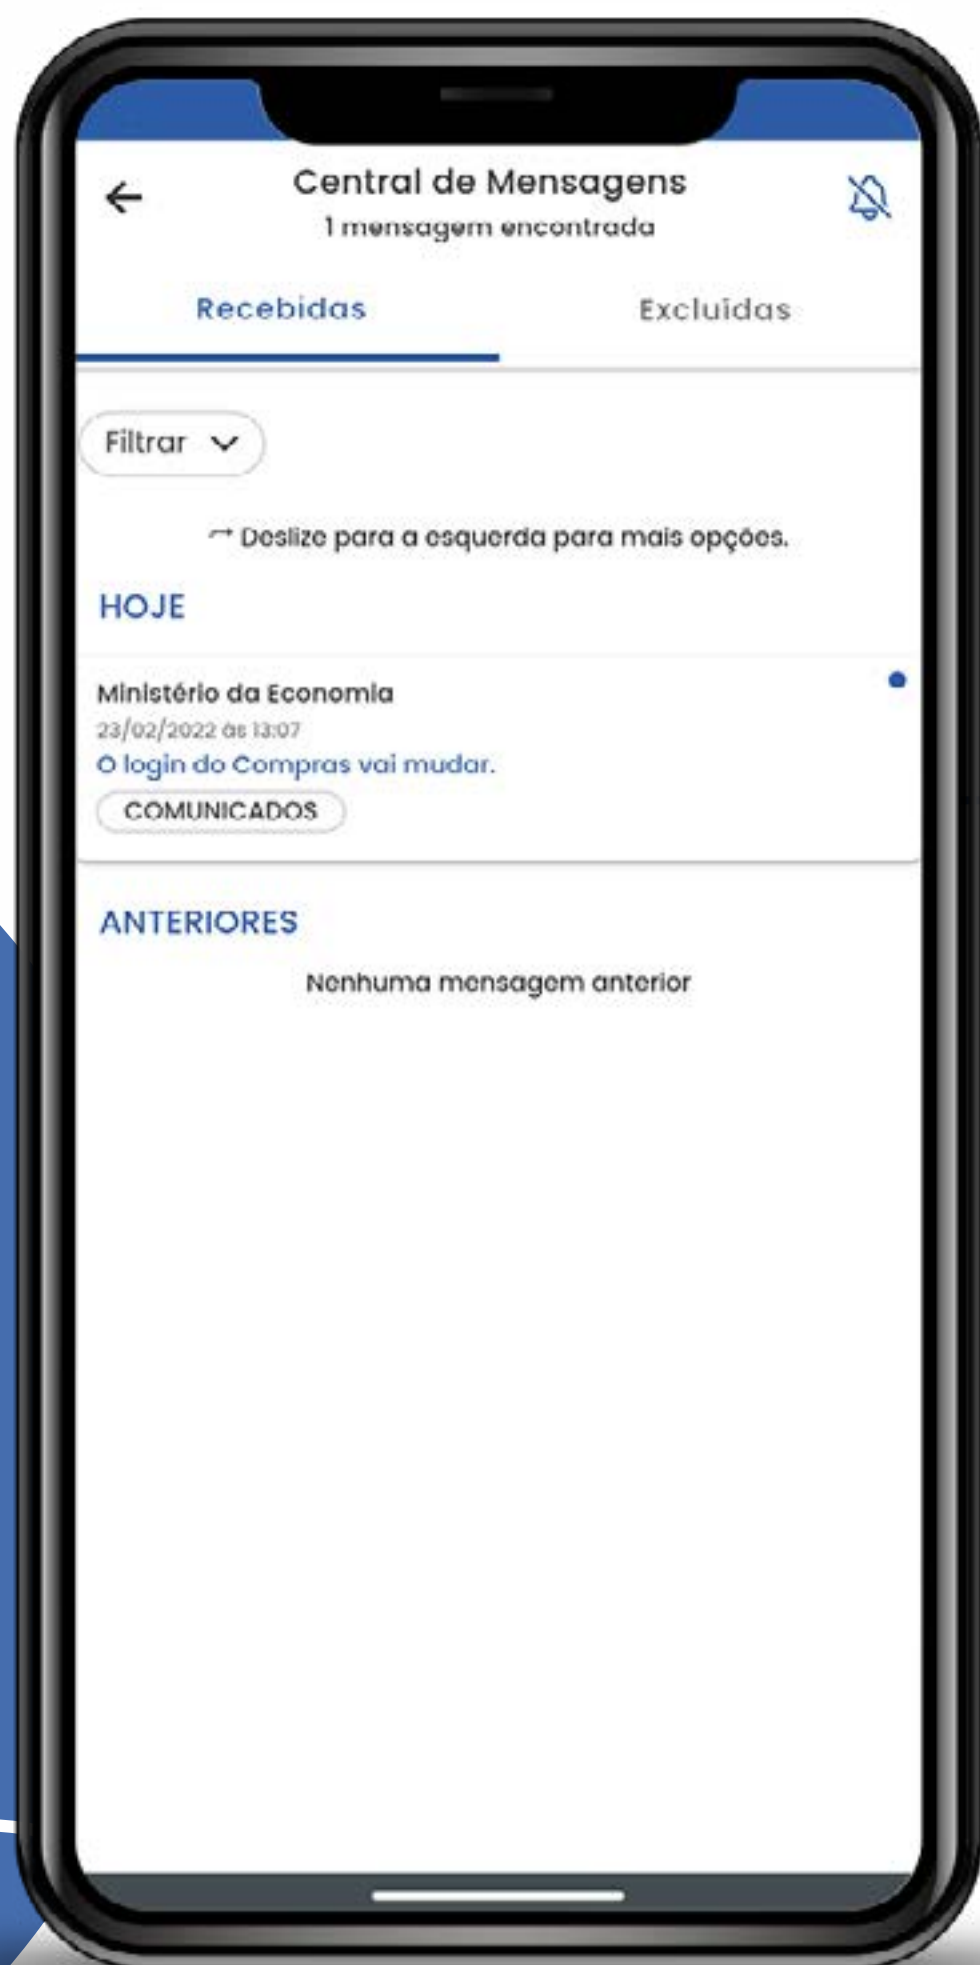 Central de Mensagens
1 mensagem encontrada
Recebidas
Excluídas
Filtrar
Deslize para a esquerda para mais opções.
HOJE
Ministério da Economia
23/02/2022 às 13:07
O login do Compras vai mudar.
COMUNICADOS
ANTERIORES
Nenhuma mensagem anterior